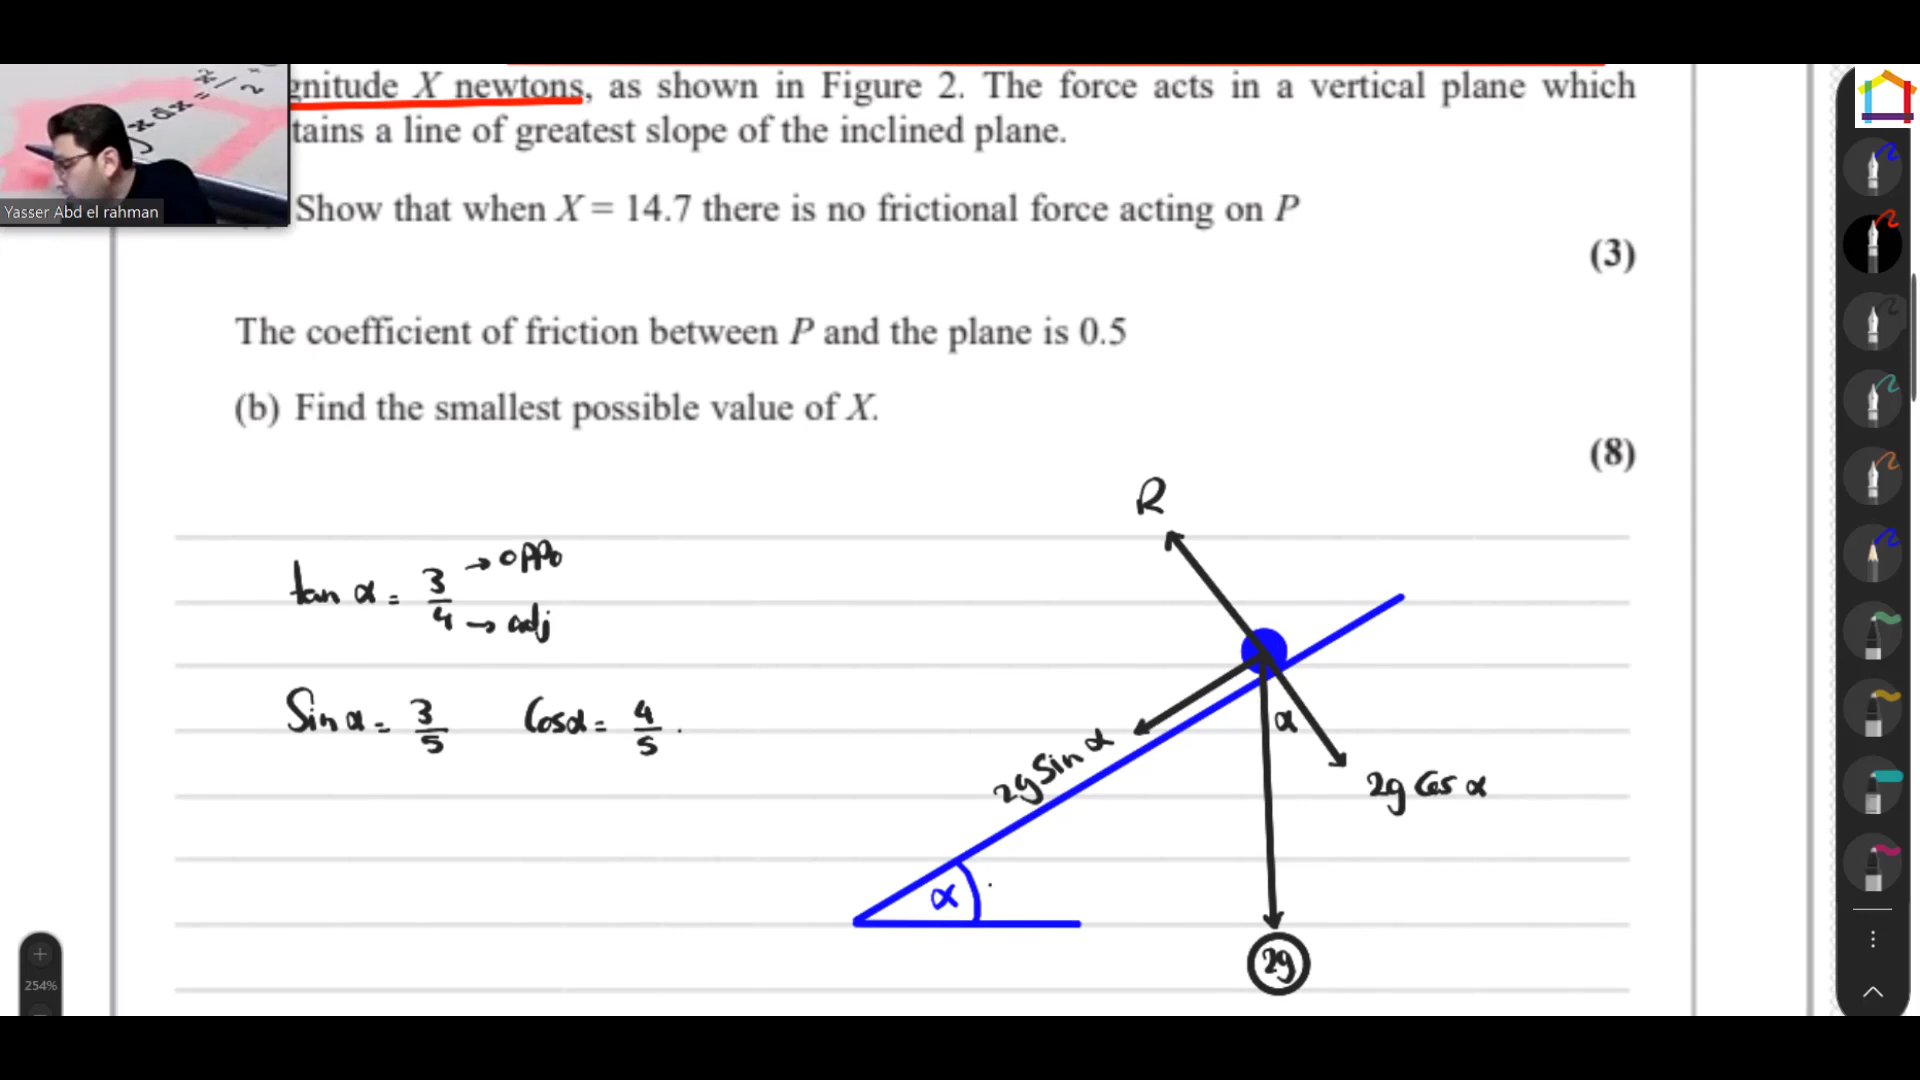 gnitude X newtons, as shown in Figure 2. The force acts in a vertical plane which
tains a line of greatest slope of the inclined plane.
Yasser Abd el rahman
Show that when X = 14.7 there is no frictional force acting on P
(3)
The coefficient of friction between P and the plane is 0.5
(b) Find the smallest possible value of X.
(8)
R
tan α = 3/4 → oppo → adj
Sin α = 3/5 Cos α = 4/5
α
2g Sin α
2g Cos α
α
2g
254%